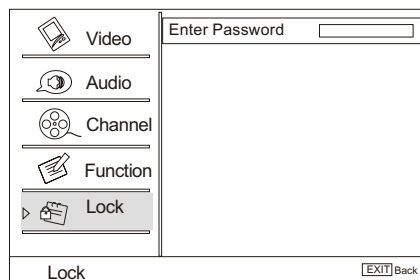 Video
Audio
Channel
Function
Lock
Enter Password
Lock
EXIT Back